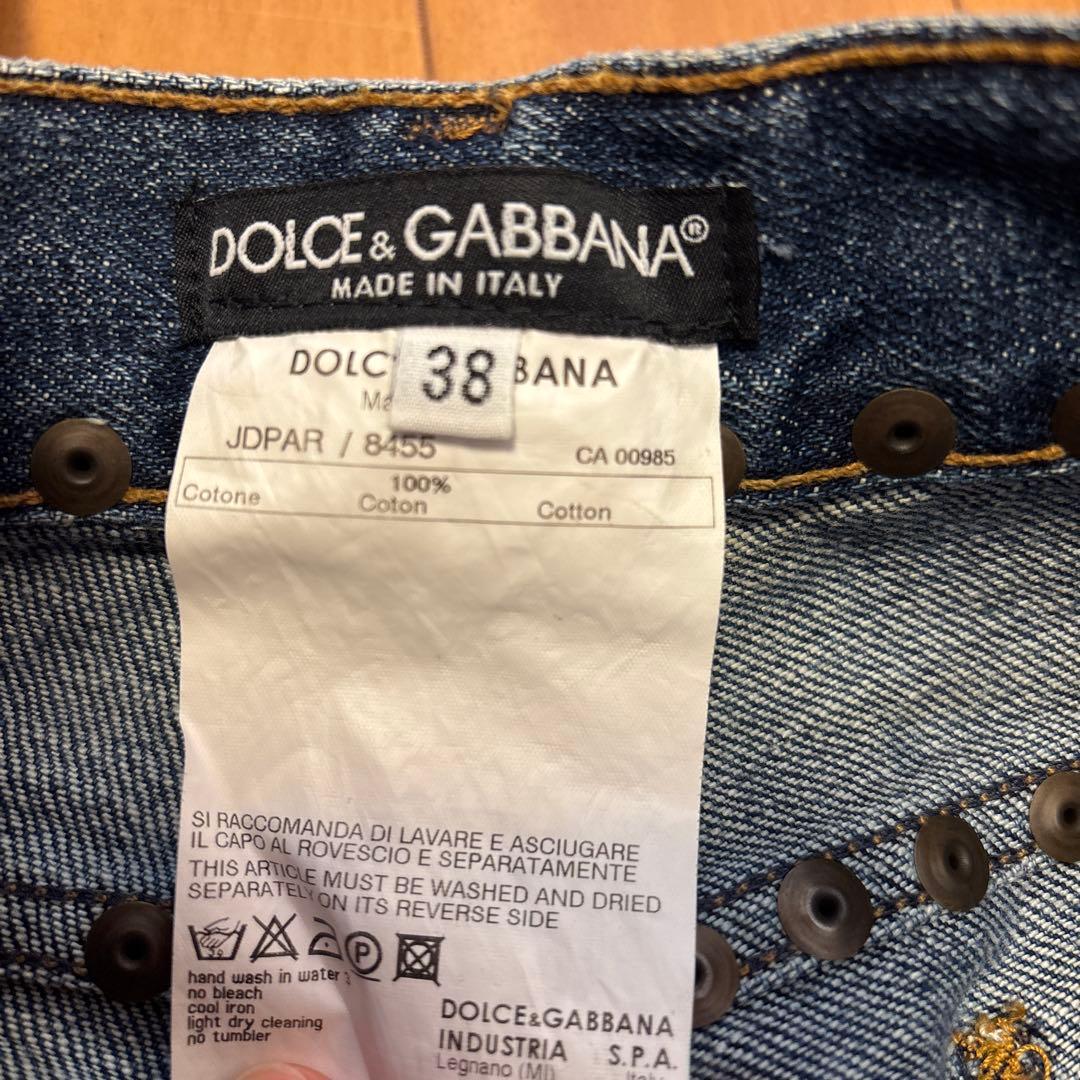 DOLCE & GABBANA®
MADE IN ITALY
38
DOLC BANA
Ma
JDPAR / 8455
CA 00985
100%
Cotone Coton Cotton
SI RACCOMANDA DI LAVARE E ASCIUGARE
IL CAPO AL ROVESCIO E SEPARATAMENTE
THIS ARTICLE MUST BE WASHED AND DRIED
SEPARATELY ON ITS REVERSE SIDE
P
hand wash in water
no bleach
cool iron
light dry cleaning
no tumbler
DOLCE&GABBANA
INDUSTRIA S.P.A.
Legnano (MI) Italy